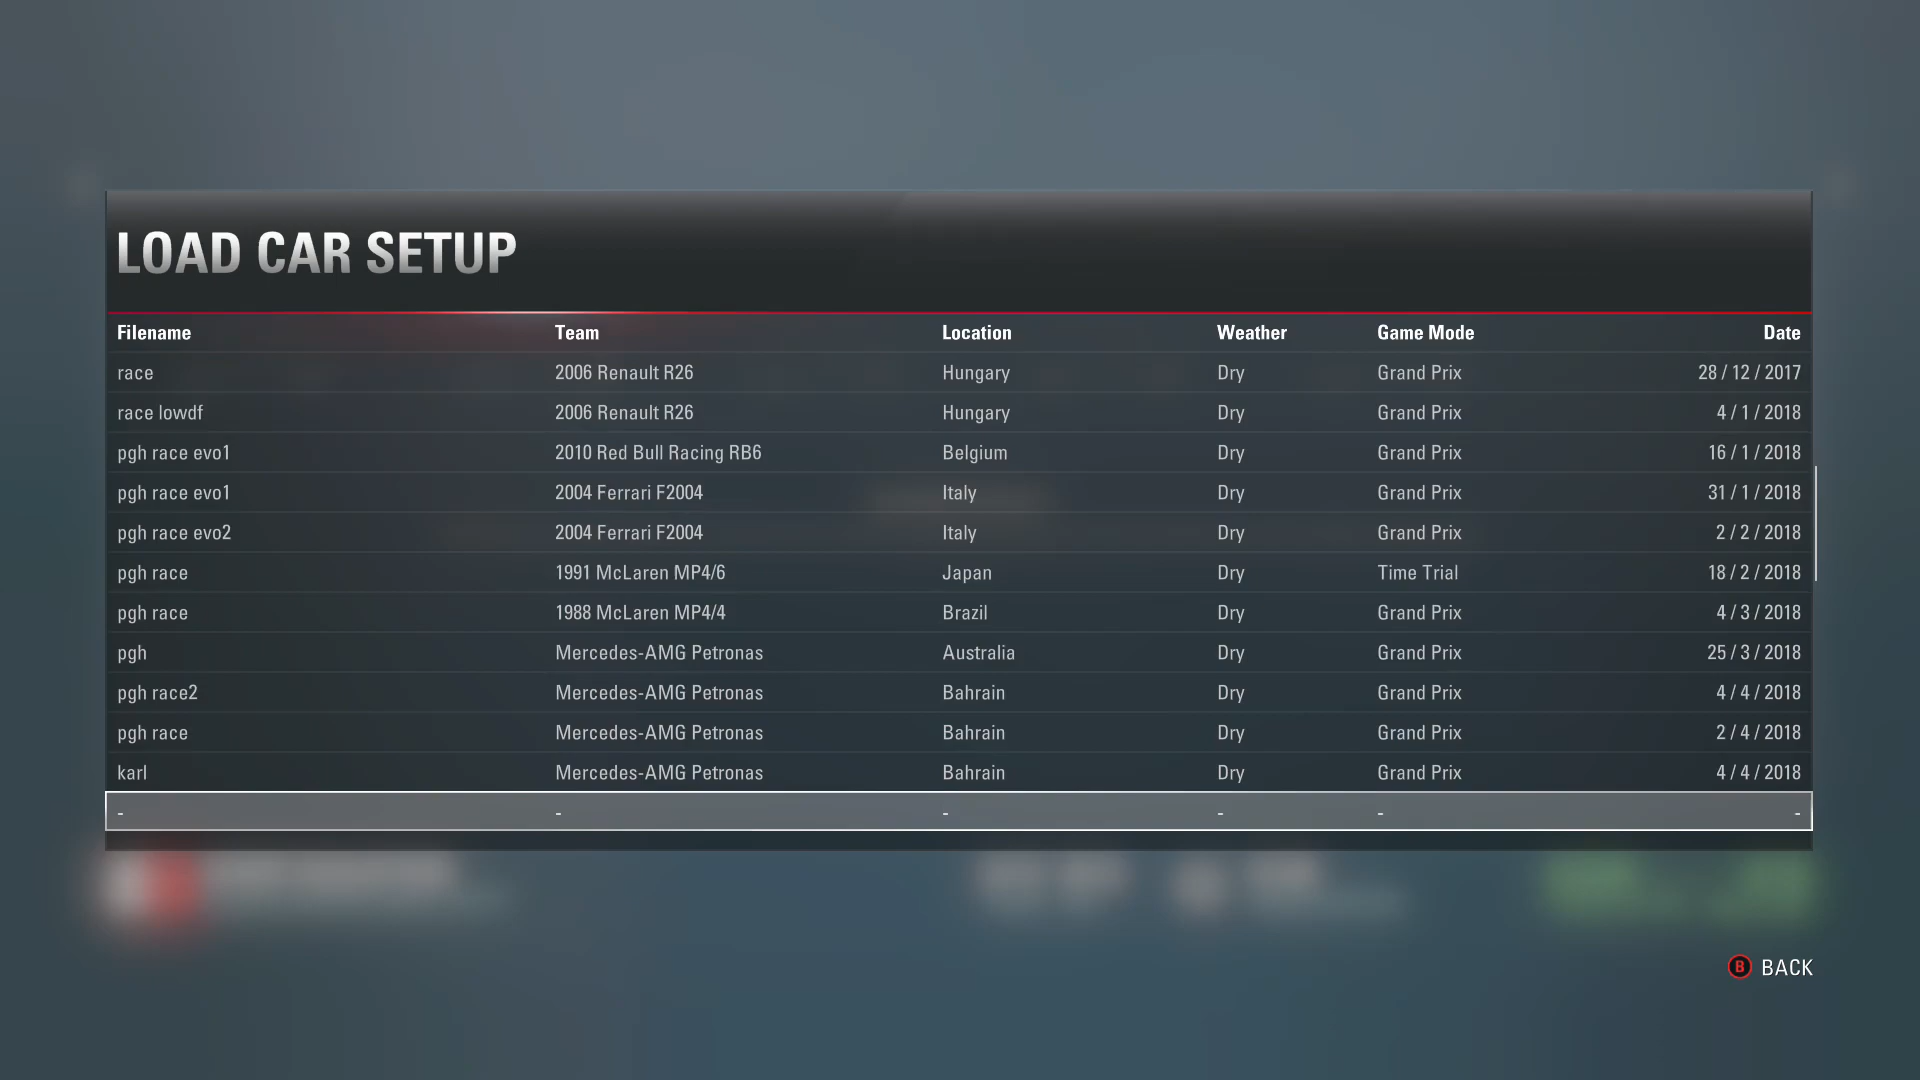 LOAD CAR SETUP
Filename Team Location Weather Game Mode Date
race 2006 Renault R26 Hungary Dry Grand Prix 28 / 12 / 2017
race lowdf 2006 Renault R26 Hungary Dry Grand Prix 4 / 1 / 2018
pgh race evo1 2010 Red Bull Racing RB6 Belgium Dry Grand Prix 16 / 1 / 2018
pgh race evo1 2004 Ferrari F2004 Italy Dry Grand Prix 31 / 1 / 2018
pgh race evo2 2004 Ferrari F2004 Italy Dry Grand Prix 2 / 2 / 2018
pgh race 1991 McLaren MP4/6 Japan Dry Time Trial 18 / 2 / 2018
pgh race 1988 McLaren MP4/4 Brazil Dry Grand Prix 4 / 3 / 2018
pgh Mercedes-AMG Petronas Australia Dry Grand Prix 25 / 3 / 2018
pgh race2 Mercedes-AMG Petronas Bahrain Dry Grand Prix 4 / 4 / 2018
pgh race Mercedes-AMG Petronas Bahrain Dry Grand Prix 2 / 4 / 2018
karl Mercedes-AMG Petronas Bahrain Dry Grand Prix 4 / 4 / 2018
- - - - - -
B BACK